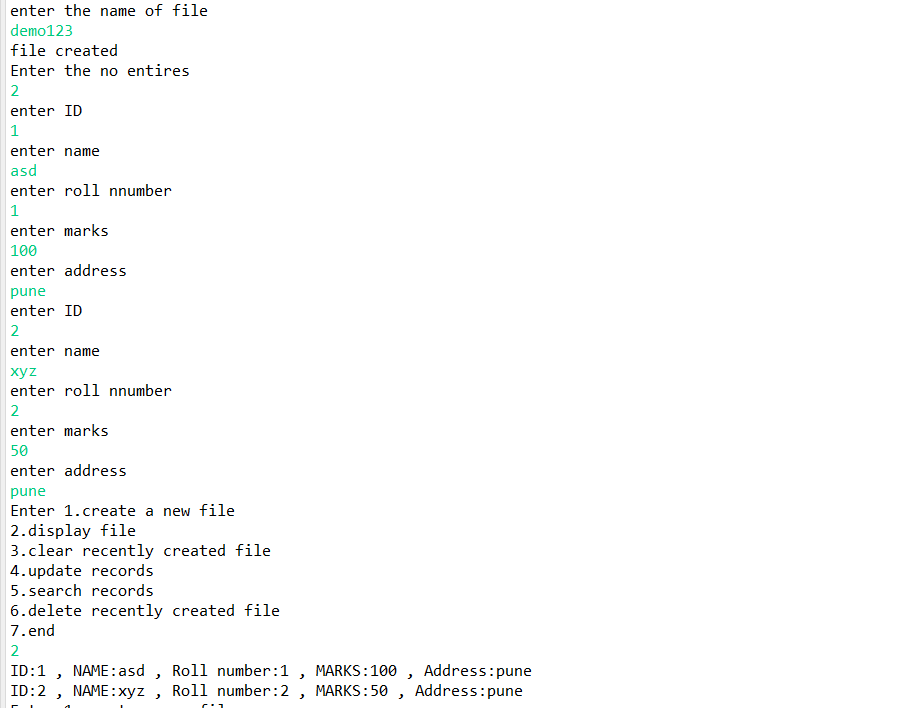 enter the name of file
demo123
file created
Enter the no entires
2
enter ID
1
enter name
asd
enter roll nnumber
1
enter marks
100
enter address
pune
enter ID
2
enter name
xyz
enter roll nnumber
2
enter marks
50
enter address
pune
Enter 1.create a new file
2.display file
3.clear recently created file
4.update records
5.search records
6.delete recently created file
7.end
2
ID:1 , NAME:asd , Roll number:1 , MARKS:100 , Address:pune
ID:2 , NAME:xyz , Roll number:2 , MARKS:50 , Address:pune